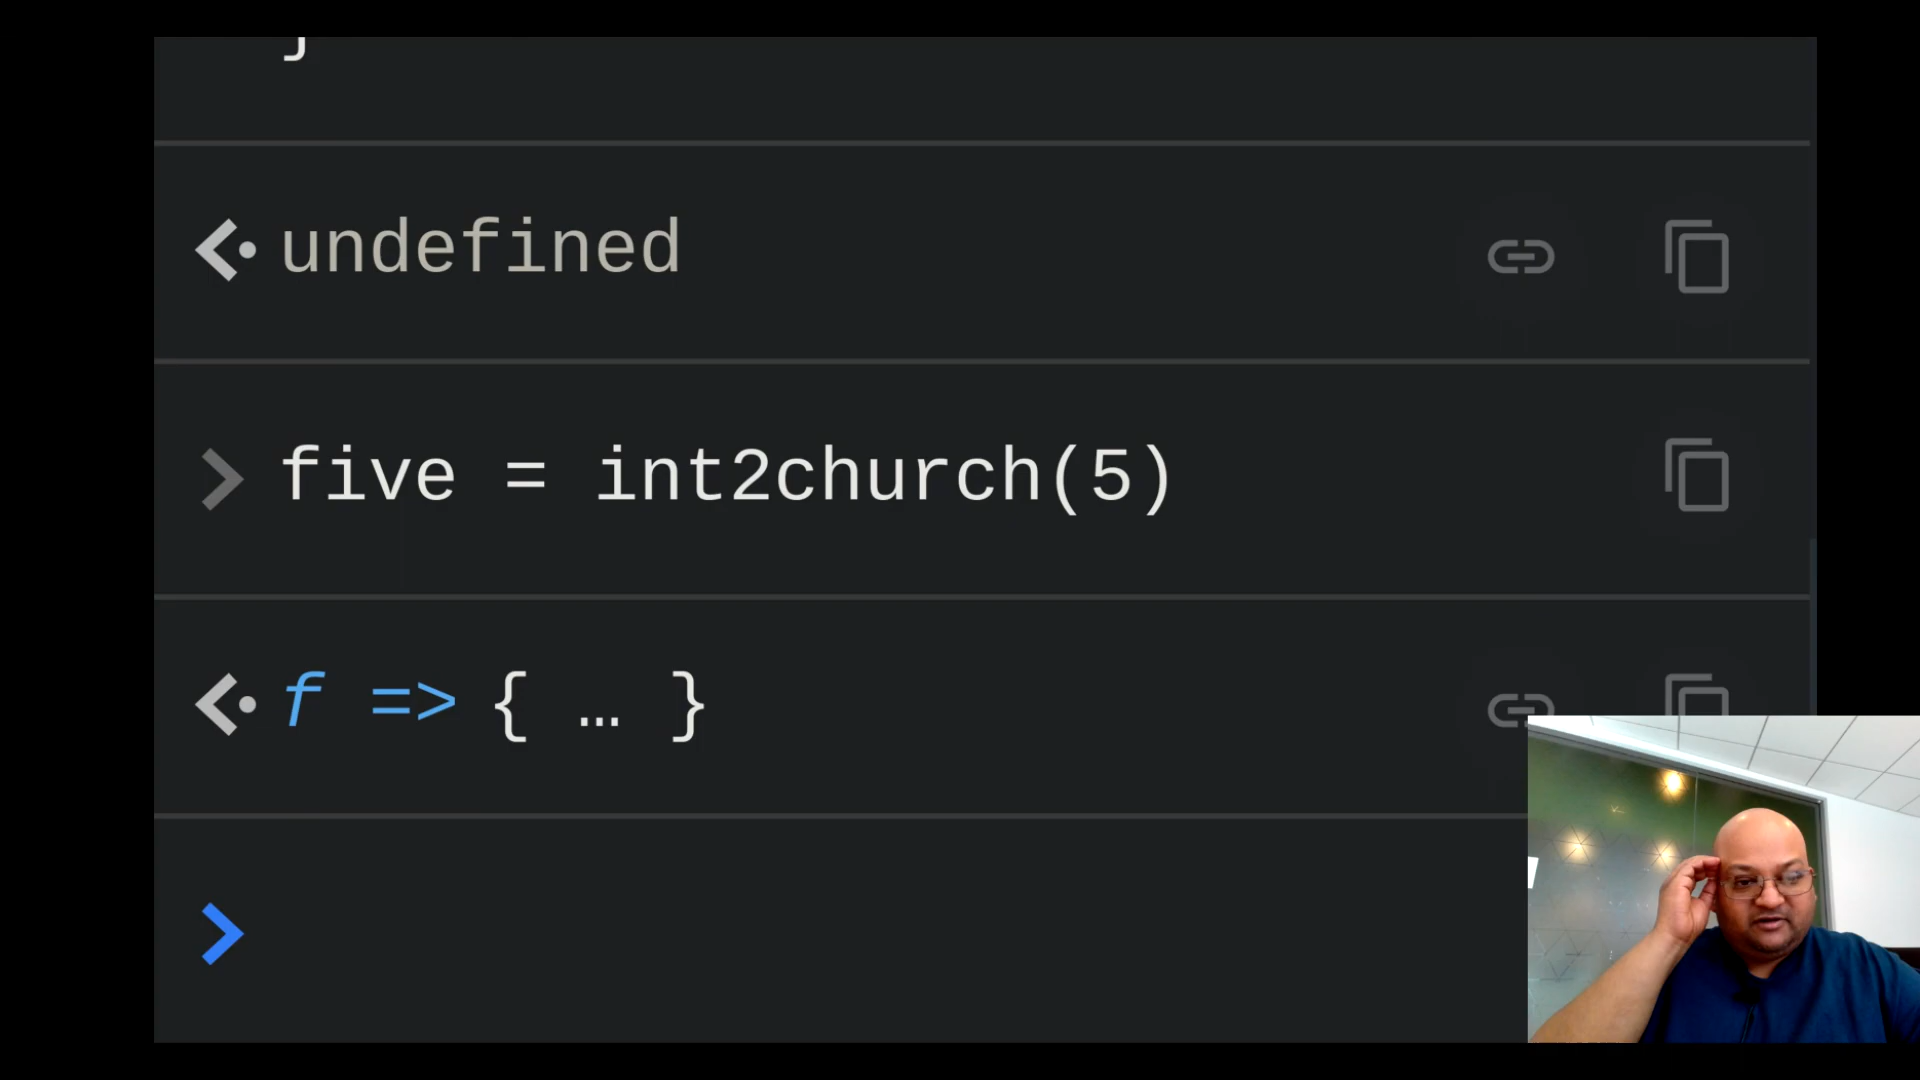 }
undefined
five = int2church(5)
f => { … }